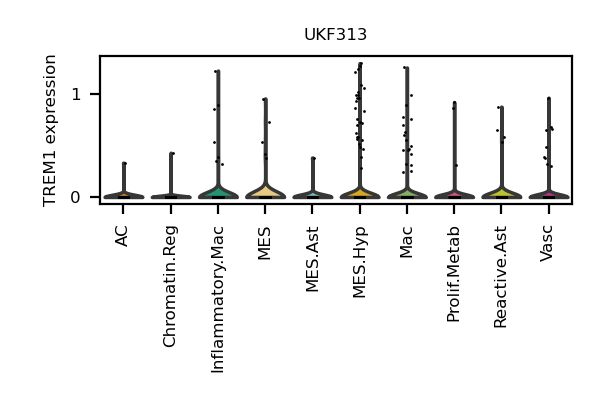 UKF313
TREM1 expression
1
0
AC
Chromatin.Reg
Inflammatory.Mac
MES
MES.Ast
MES.Hyp
Mac
Prolif.Metab
Reactive.Ast
Vasc